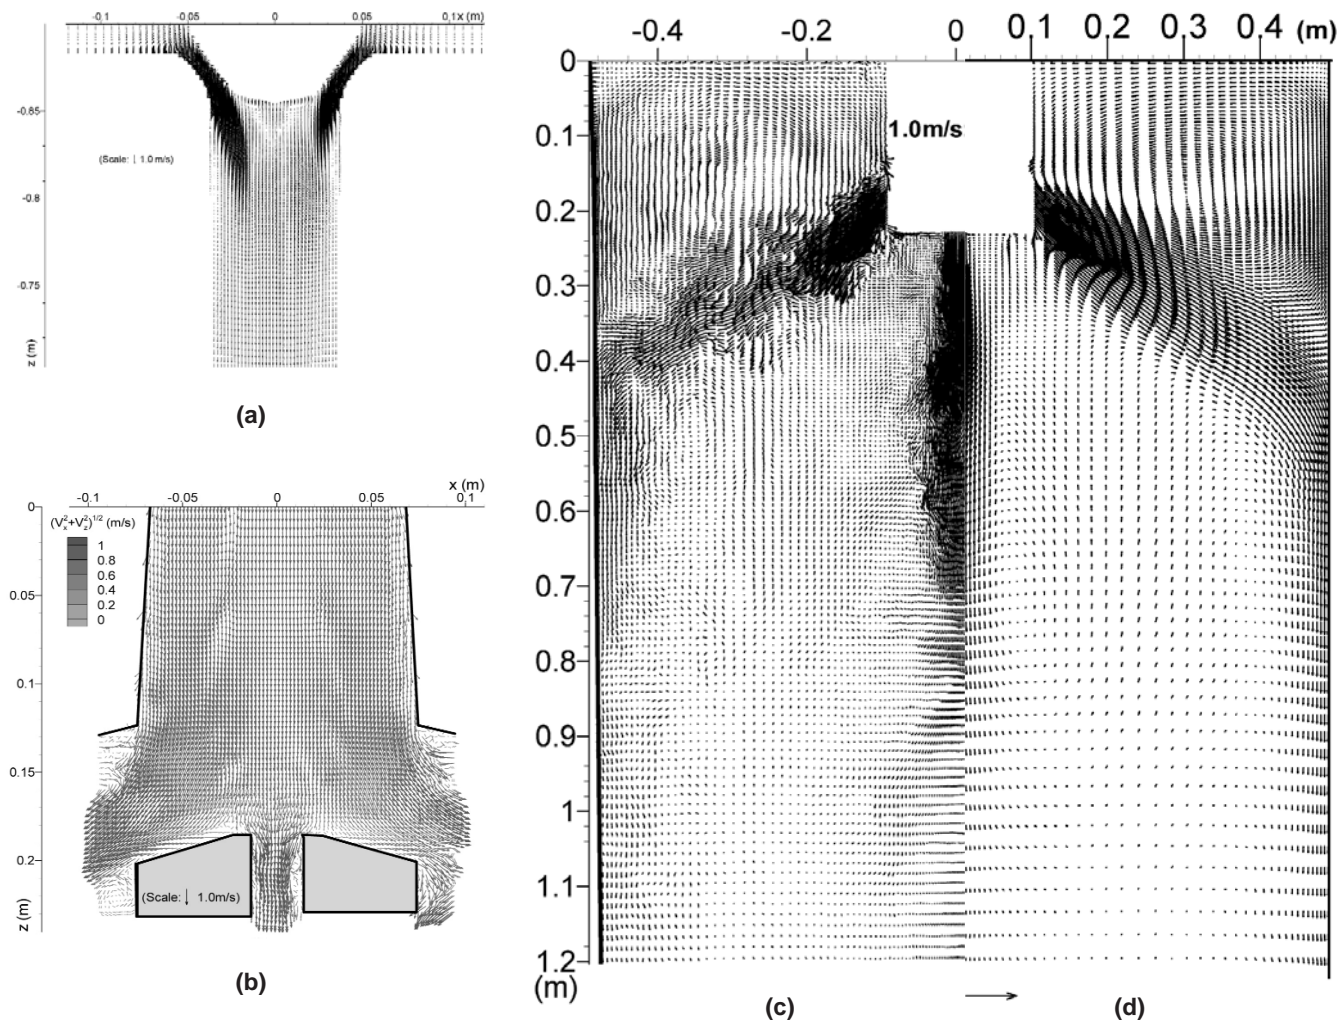 -0.1 -0.05 0 0.05 0.1 x (m)
-0.65
(Scale: ↓ 1.0 m/s)
-0.8
-0.75
z (m)
(a)
x (m)
-0.1 -0.05 0 0.05 0.1
0
(Vx²+Vz²)^1/2 (m/s)
1
0.8
0.6
0.4
0.2
0
0.05
0.1
0.15
0.2
(Scale: ↓ 1.0m/s)
z (m)
(b)
-0.4 -0.2 0 0.1 0.2 0.3 0.4 (m)
0
0.1
1.0m/s
0.2
0.3
0.4
0.5
0.6
0.7
0.8
0.9
1
1.1
1.2
(m)
(c) (d)